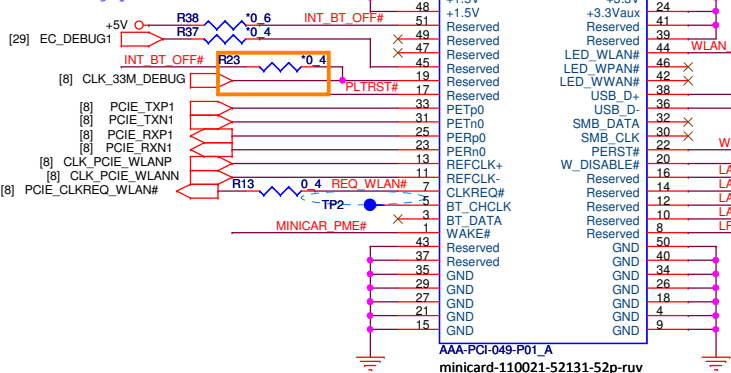 +1.5V
+3.3V
48 +1.5V +3.3Vaux 24
+5V R38 *0_6 INT_BT_OFF# 51 Reserved Reserved 41
[29] EC_DEBUG1 R37 *0_4 49 Reserved Reserved 39
47 Reserved LED_WLAN# 44 WLAN
INT_BT_OFF# R23 *0_4 45 Reserved LED_WPAN# 46
[8] CLK_33M_DEBUG 19 Reserved LED_WWAN# 42
PLTRST# 17 Reserved USB_D+ 38
[8] PCIE_TXP1 33 PETp0 USB_D- 36
[8] PCIE_TXN1 31 PETn0 SMB_DATA 32
[8] PCIE_RXP1 25 PERp0 SMB_CLK 30
[8] PCIE_RXN1 23 PERn0 PERST# 22
[8] CLK_PCIE_WLANP 13 REFCLK+ W_DISABLE# 20
[8] CLK_PCIE_WLANN 11 REFCLK- Reserved 16
[8] PCIE_CLKREQ_WLAN# R13 0_4 REQ_WLAN# 7 CLKREQ# Reserved 14
TP2 5 BT_CHCLK Reserved 12
3 BT_DATA Reserved 10
MINICAR_PME# 1 WAKE# Reserved 8
43 Reserved GND 50
37 Reserved GND 40
35 GND GND 34
29 GND GND 26
27 GND GND 18
21 GND GND 4
15 GND GND 9
AAA-PCI-049-P01_A
minicard-110021-52131-52p-ruv